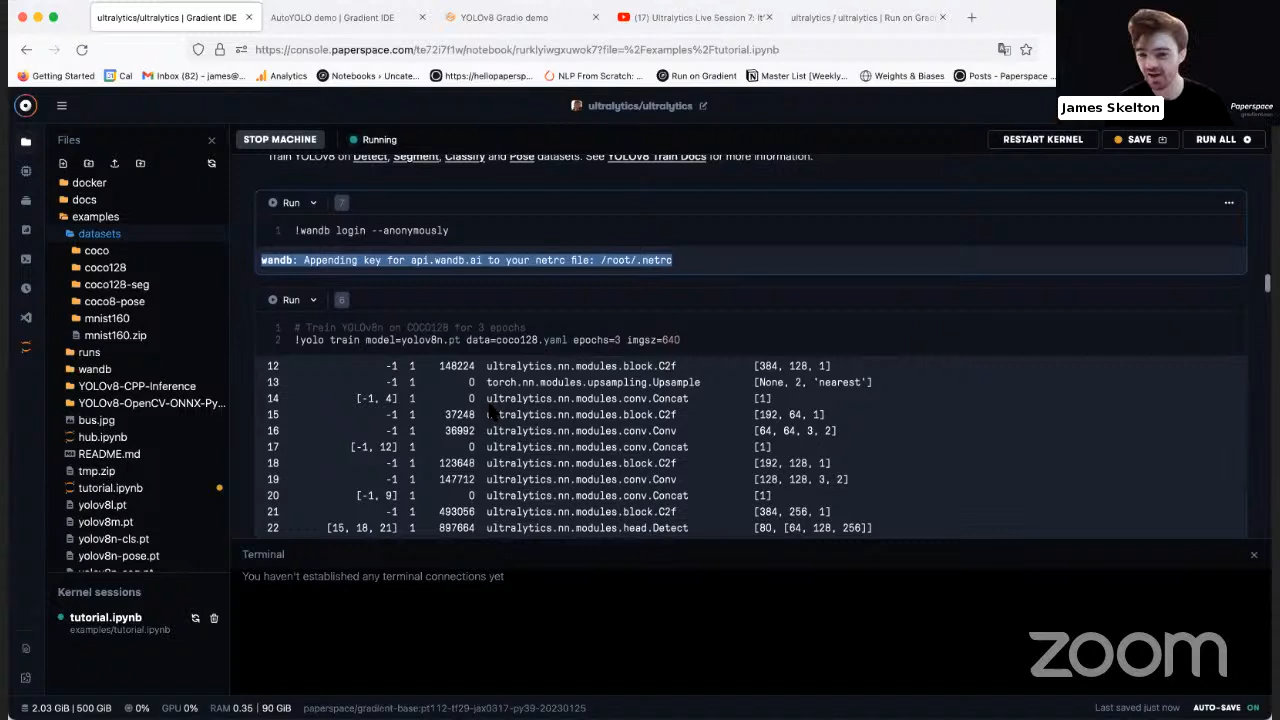 ultralytics/ultralytics | Gradient IDE
AutoYOLO demo | Gradient IDE
YOLOv8 Gradio demo
(17) Ultralytics Live Session 7: It'
ultralytics / ultralytics | Run on Gra
https://console.paperspace.com/te72i7f1w/notebook/rurklyiwgxuwok7?file=%2Fexamples%2Ftutorial.ipynb
Getting Started
Cal
Inbox (82) - james@...
Analytics
Notebooks › Uncate...
https://hellopapersp...
NLP From Scratch: ...
Run on Gradient
Master List [Weekly...
Weights & Biases
Posts - Paperspace ...
James Skelton
Paperspace
ultralytics/ultralytics
Files
STOP MACHINE
Running
RESTART KERNEL
SAVE
RUN ALL
docker
docs
examples
datasets
coco
coco128
coco128-seg
coco8-pose
mnist160
mnist160.zip
runs
wandb
YOLOv8-CPP-Inference
YOLOv8-OpenCV-ONNX-Py...
bus.jpg
hub.ipynb
README.md
tmp.zip
tutorial.ipynb
yolov8l.pt
yolov8m.pt
yolov8n-cls.pt
yolov8n-pose.pt
yolov8n-seg.pt
Kernel sessions
tutorial.ipynb
examples/tutorial.ipynb
Train YOLOv8 on Detect, Segment, Classify and Pose datasets. See YOLOv8 Train Docs for more information.
Run 7
1 !wandb login --anonymously
wandb: Appending key for api.wandb.ai to your netrc file: /root/.netrc
Run 6
1 # Train YOLOv8n on COCO128 for 3 epochs
2 !yolo train model=yolov8n.pt data=coco128.yaml epochs=3 imgsz=640
12 -1 1 148224 ultralytics.nn.modules.block.C2f [384, 128, 1]
13 -1 1 0 torch.nn.modules.upsampling.Upsample [None, 2, 'nearest']
14 [-1, 4] 1 0 ultralytics.nn.modules.conv.Concat [1]
15 -1 1 37248 ultralytics.nn.modules.block.C2f [192, 64, 1]
16 -1 1 36992 ultralytics.nn.modules.conv.Conv [64, 64, 3, 2]
17 [-1, 12] 1 0 ultralytics.nn.modules.conv.Concat [1]
18 -1 1 123648 ultralytics.nn.modules.block.C2f [192, 128, 1]
19 -1 1 147712 ultralytics.nn.modules.conv.Conv [128, 128, 3, 2]
20 [-1, 9] 1 0 ultralytics.nn.modules.conv.Concat [1]
21 -1 1 493056 ultralytics.nn.modules.block.C2f [384, 256, 1]
22 [15, 18, 21] 1 897664 ultralytics.nn.modules.head.Detect [80, [64, 128, 256]]
Terminal
You haven't established any terminal connections yet
zoom
2.03 GiB | 500 GiB
0%
GPU 0%
RAM 0.35 | 90 GiB
paperspace/gradient-base:pt112-tf29-jax0317-py39-20230125
Last saved just now
AUTO-SAVE ON